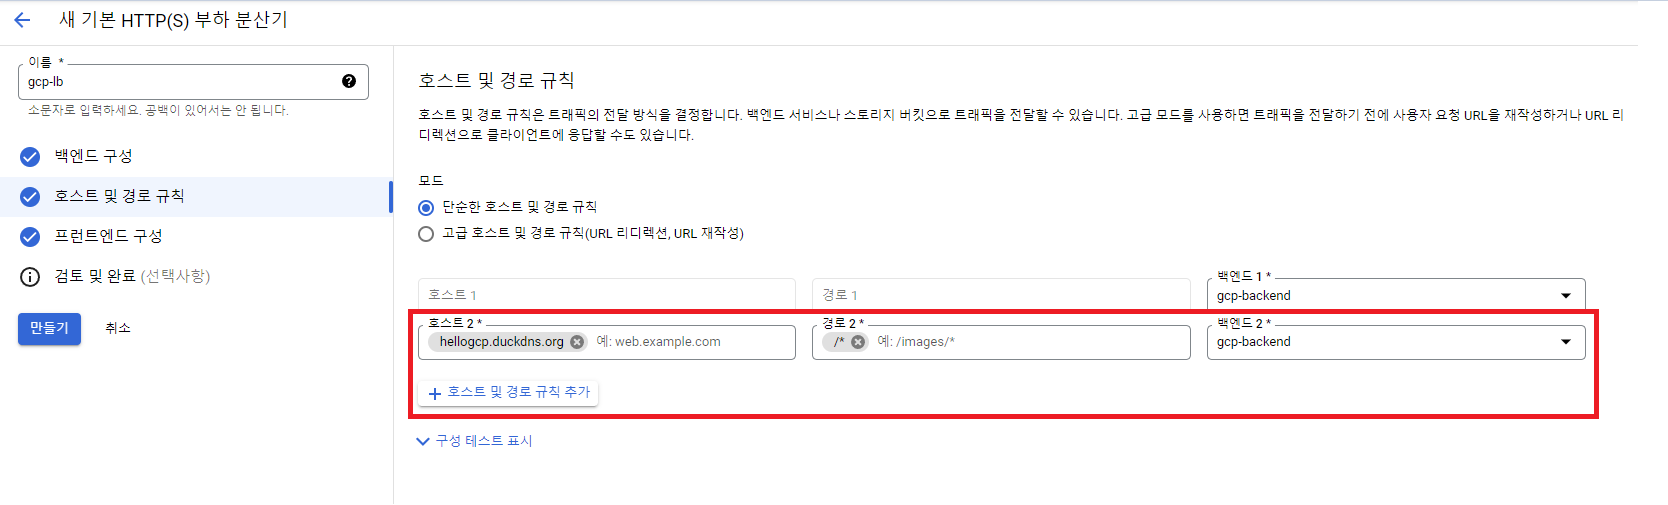 새 기본 HTTP(S) 부하 분산기
이름 *
gcp-lb
소문자로 입력하세요. 공백이 있어서는 안 됩니다.
백엔드 구성
호스트 및 경로 규칙
프런트엔드 구성
검토 및 완료 (선택사항)
만들기 취소
호스트 및 경로 규칙
호스트 및 경로 규칙은 트래픽의 전달 방식을 결정합니다. 백엔드 서비스나 스토리지 버킷으로 트래픽을 전달할 수 있습니다. 고급 모드를 사용하면 트래픽을 전달하기 전에 사용자 요청 URL을 재작성하거나 URL 리
디렉션으로 클라이언트에 응답할 수도 있습니다.
모드
단순한 호스트 및 경로 규칙
고급 호스트 및 경로 규칙(URL 리디렉션, URL 재작성)
백엔드 1 *
호스트 1 경로 1 gcp-backend
호스트 2 * 경로 2 * 백엔드 2 *
hellogcp.duckdns.org 예: web.example.com /* 예: /images/* gcp-backend
+ 호스트 및 경로 규칙 추가
구성 테스트 표시